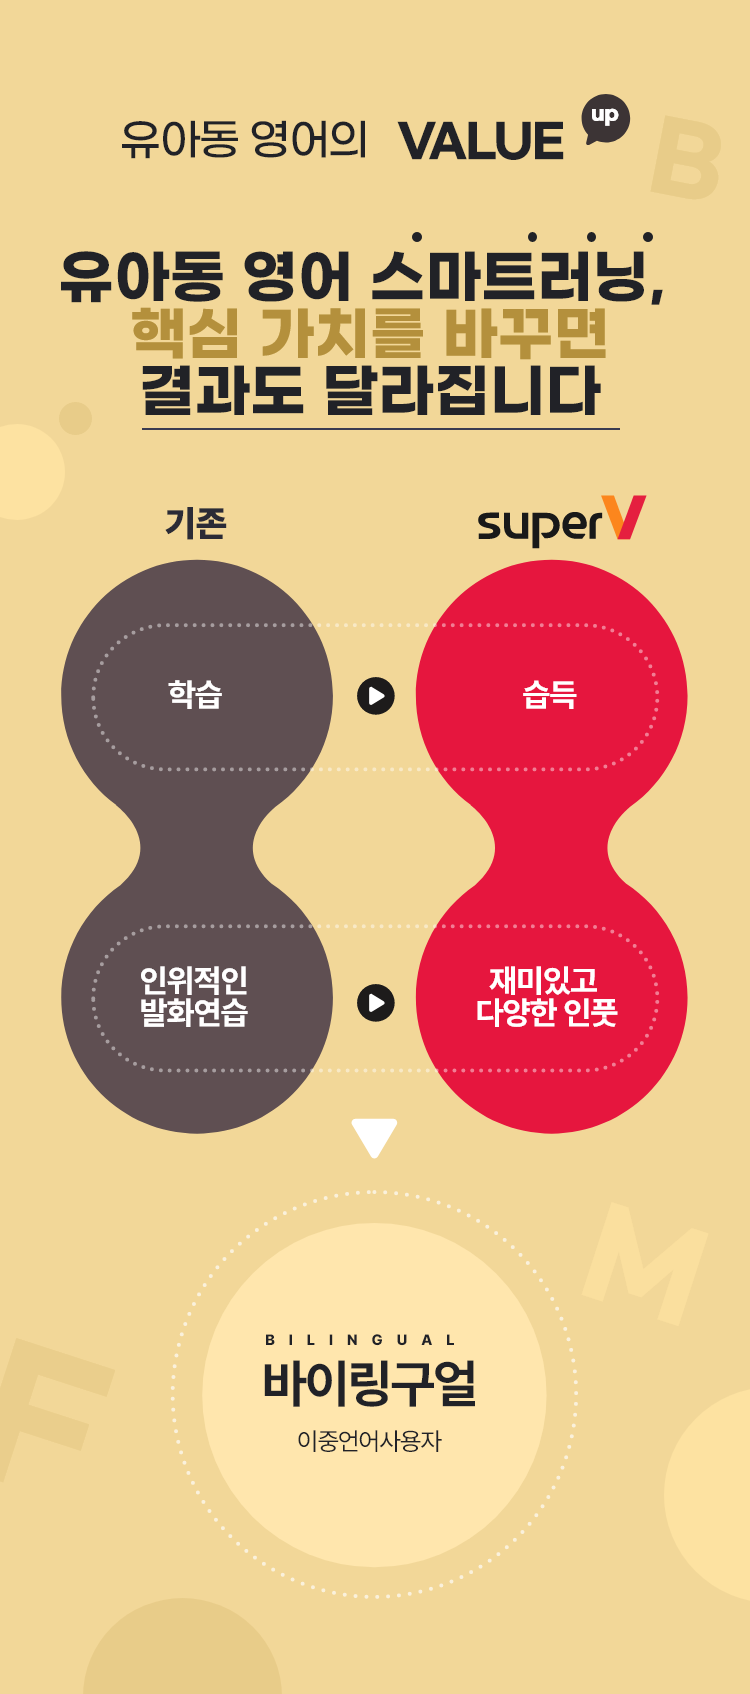 유아동 영어의 VALUE up
B
유아동 영어 스마트러닝,
핵심 가치를 바꾸면
결과도 달라집니다
기존
superV
학습
습득
인위적인
발화연습
재미있고
다양한 인풋
M
F
BILINGUAL
바이링구얼
이중언어사용자